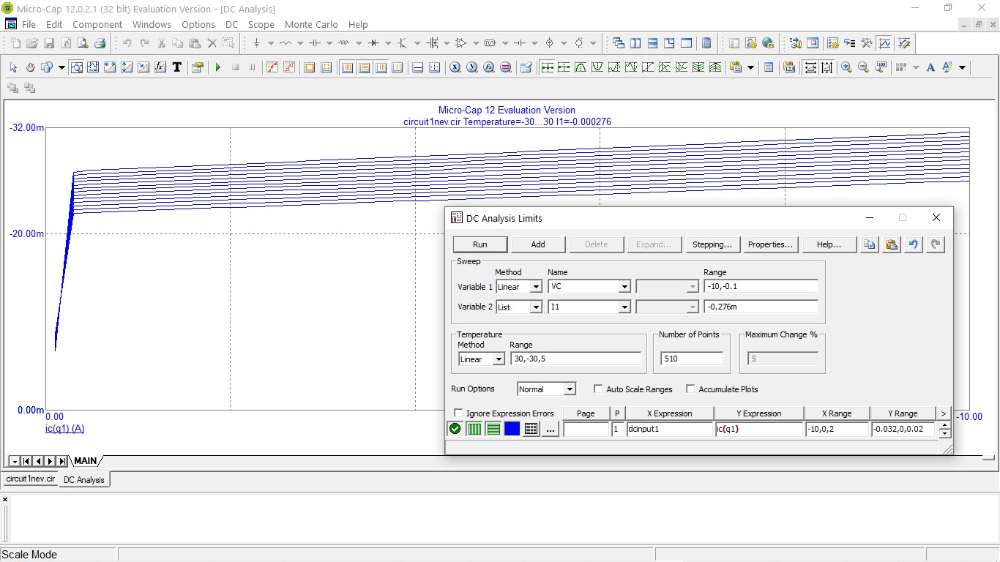 Micro-Cap 12.0.2.1 (32 bit) Evaluation Version - [DC Analysis]
File Edit Component Windows Options DC Scope Monte Carlo Help
Micro-Cap 12 Evaluation Version
circuit1nev.cir Temperature=-30...30 I1=-0.000276
-32.00m
-20.00m
0.00m
0.00
-10.00
ic(q1) (A)
DC Analysis Limits
Run Add Delete Expand... Stepping... Properties... Help...
Sweep
Method Name Range
Variable 1 Linear VC -10,-0.1
Variable 2 List I1 -0.276m
Temperature
Method Range
Linear 30,-30,5
Number of Points
510
Maximum Change %
5
Run Options Normal Auto Scale Ranges Accumulate Plots
Ignore Expression Errors Page P X Expression Y Expression X Range Y Range >
... 1 dcinput1 ic(q1) -10,0,2 -0.032,0,0.02
MAIN
circuit1nev.cir DC Analysis
Scale Mode